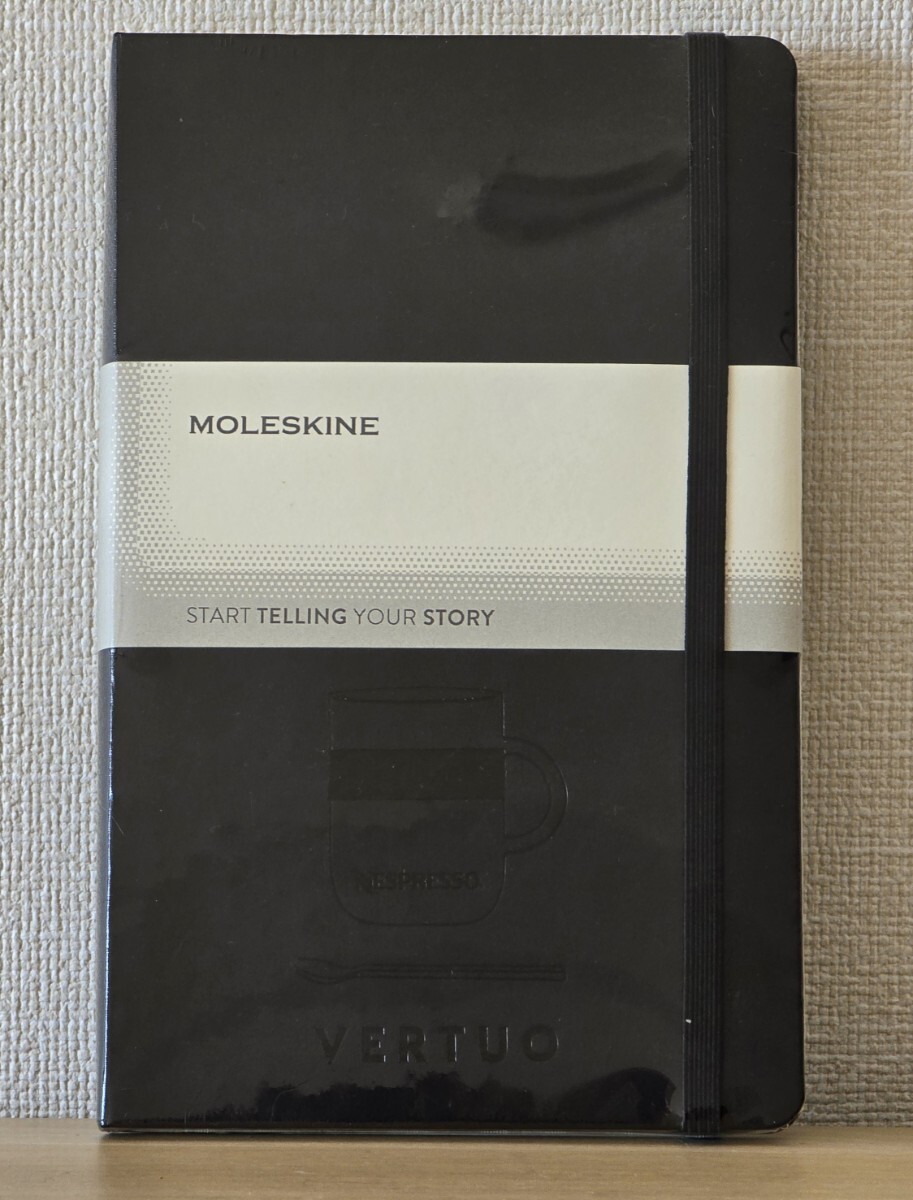 MOLESKINE
START TELLING YOUR STORY
NESPRESSO
VERTUO